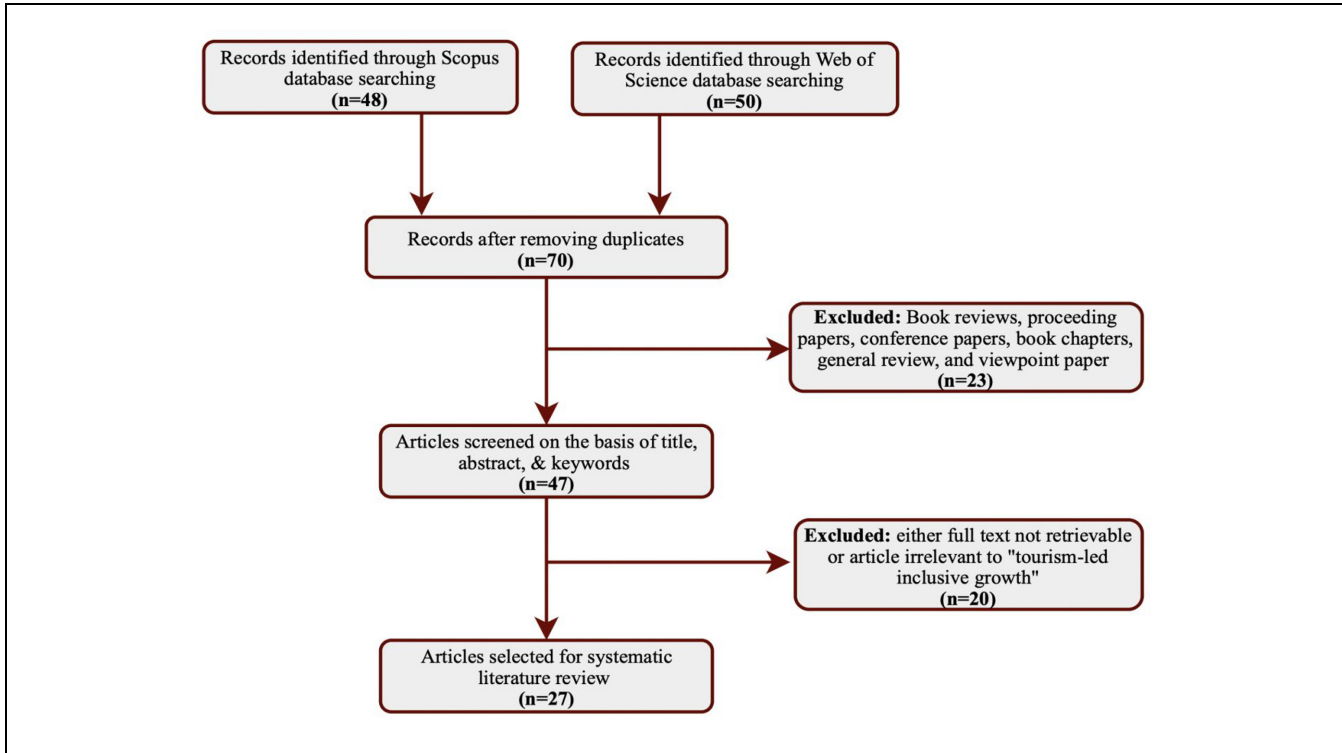 Records identified through Scopus
database searching
(n=48)
Records identified through Web of
Science database searching
(n=50)
Records after removing duplicates
(n=70)
Excluded: Book reviews, proceeding
papers, conference papers, book chapters,
general review, and viewpoint paper
(n=23)
Articles screened on the basis of title,
abstract, & keywords
(n=47)
Excluded: either full text not retrievable
or article irrelevant to "tourism-led
inclusive growth"
(n=20)
Articles selected for systematic
literature review
(n=27)